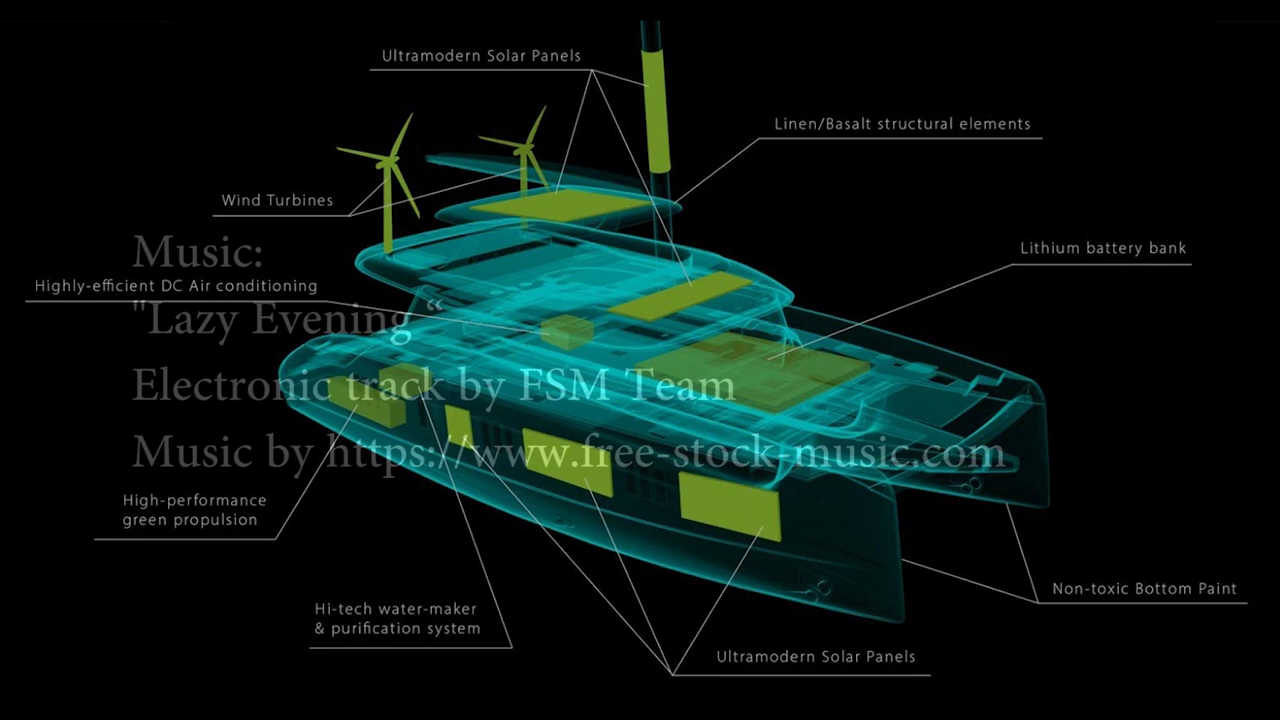 Ultramodern Solar Panels
Linen/Basalt structural elements
Wind Turbines
Music:
Lithium battery bank
Highly-efficient DC Air conditioning
"Lazy Evening “
Electronic track by FSM Team
Music by https://www.free-stock-music.com
High-performance
green propulsion
Non-toxic Bottom Paint
Hi-tech water-maker
& purification system
Ultramodern Solar Panels